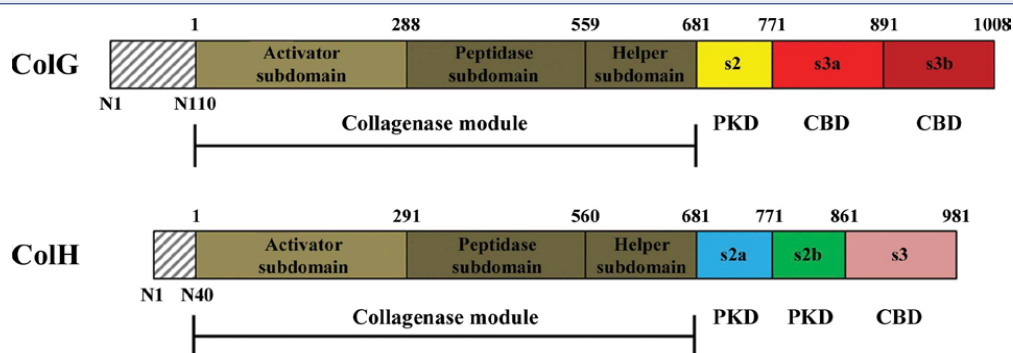 1 288 559 681 771 891 1008
ColG Activator subdomain Peptidase subdomain Helper subdomain s2 s3a s3b
N1 N110
Collagenase module PKD CBD CBD
1 291 560 681 771 861 981
ColH Activator subdomain Peptidase subdomain Helper subdomain s2a s2b s3
N1 N40
Collagenase module PKD PKD CBD